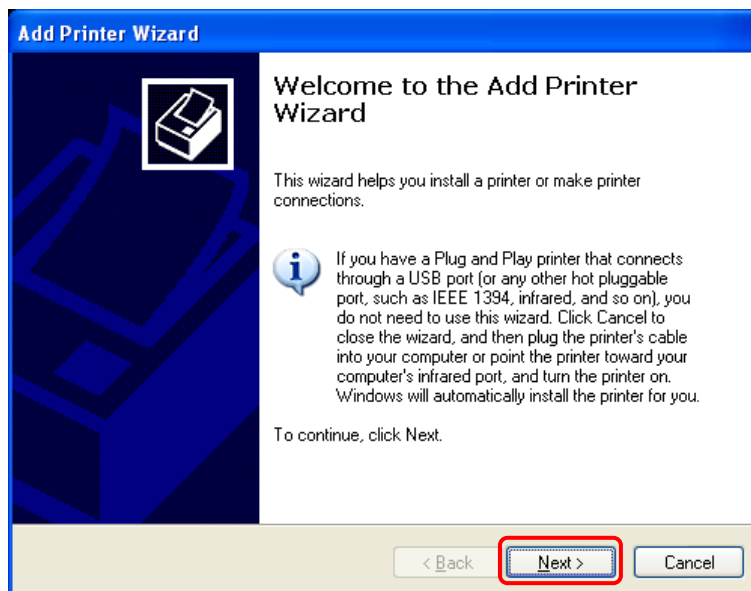 Add Printer Wizard
Welcome to the Add Printer
Wizard
This wizard helps you install a printer or make printer
connections.
If you have a Plug and Play printer that connects
through a USB port (or any other hot pluggable
port, such as IEEE 1394, infrared, and so on), you
do not need to use this wizard. Click Cancel to
close the wizard, and then plug the printer's cable
into your computer or point the printer toward your
computer's infrared port, and turn the printer on.
Windows will automatically install the printer for you.
To continue, click Next.
< Back Next > Cancel